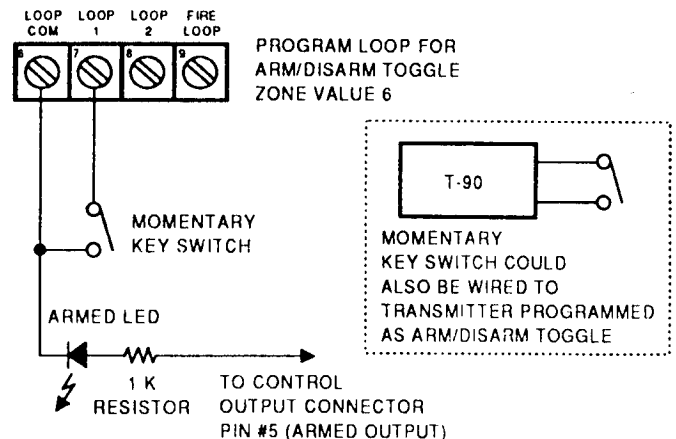 LOOP COM
LOOP 1
LOOP 2
FIRE LOOP
6
7
8
9
PROGRAM LOOP FOR
ARM/DISARM TOGGLE
ZONE VALUE 6
T-90
MOMENTARY
KEY SWITCH COULD
ALSO BE WIRED TO
TRANSMITTER PROGRAMMED
AS ARM/DISARM TOGGLE
MOMENTARY
KEY SWITCH
ARMED LED
1 K
RESISTOR
TO CONTROL
OUTPUT CONNECTOR
PIN #5 (ARMED OUTPUT)